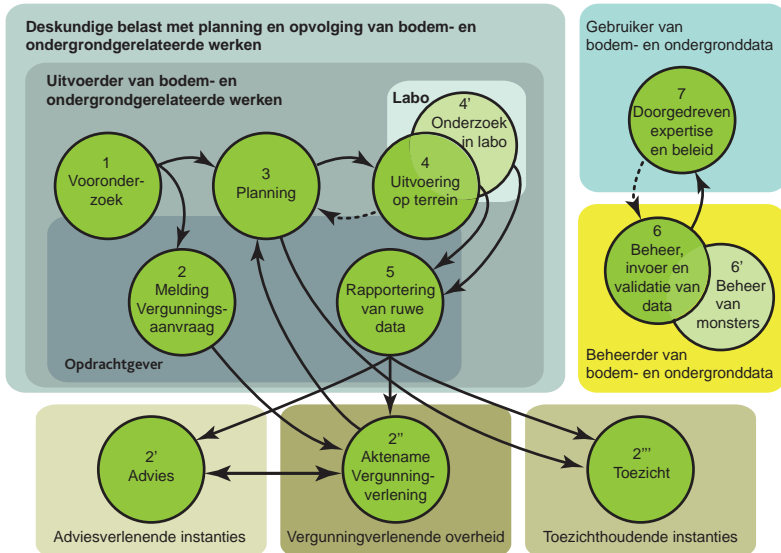 Deskundige belast met planning en opvolging van bodem- en
ondergrondgerelateerde werken
Uitvoerder van bodem- en
ondergrondgerelateerde werken
Labo
4'
Onderzoek
in labo
1
Vooronder-
zoek
3
Planning
4
Uitvoering
op terrein
2
Melding
Vergunnings-
aanvraag
5
Rapportering
van ruwe
data
Opdrachtgever
Gebruiker van
bodem- en ondergronddata
7
Doorgedreven
expertise
en beleid
6
Beheer,
invoer en
validatie van
data
6'
Beheer
van
monsters
Beheerder van
bodem- en ondergronddata
2'
Advies
Adviesverlenende instanties
2''
Aktename
Vergunning-
verlening
Vergunningverlenende overheid
2'''
Toezicht
Toezichthoudende instanties